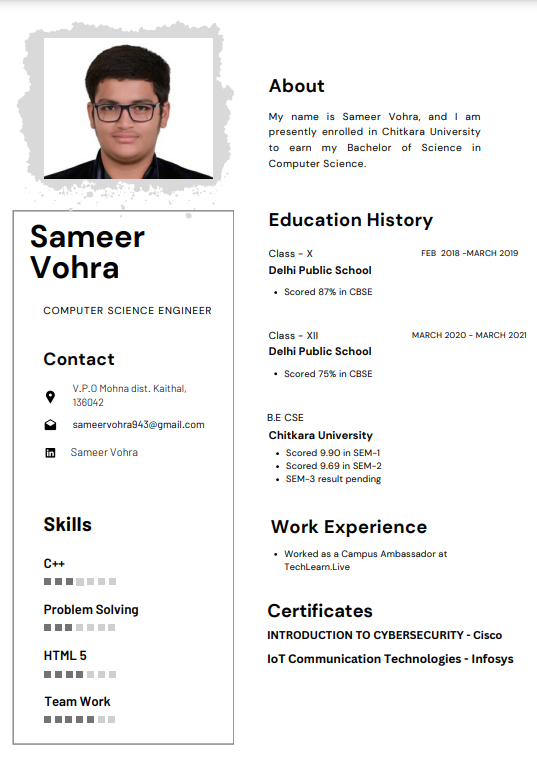 Sameer
Vohra
COMPUTER SCIENCE ENGINEER
Contact
V.P.O Mohna dist. Kaithal,
136042
sameervohra943@gmail.com
Sameer Vohra
Skills
C++
Problem Solving
HTML 5
Team Work
About
My name is Sameer Vohra, and I am
presently enrolled in Chitkara University
to earn my Bachelor of Science in
Computer Science.
Education History
Class - X
FEB 2018 -MARCH 2019
Delhi Public School
• Scored 87% in CBSE
Class - XII
MARCH 2020 - MARCH 2021
Delhi Public School
• Scored 75% in CBSE
B.E CSE
Chitkara University
• Scored 9.90 in SEM-1
• Scored 9.69 in SEM-2
• SEM-3 result pending
Work Experience
• Worked as a Campus Ambassador at
TechLearn.Live
Certificates
INTRODUCTION TO CYBERSECURITY - Cisco
IoT Communication Technologies - Infosys